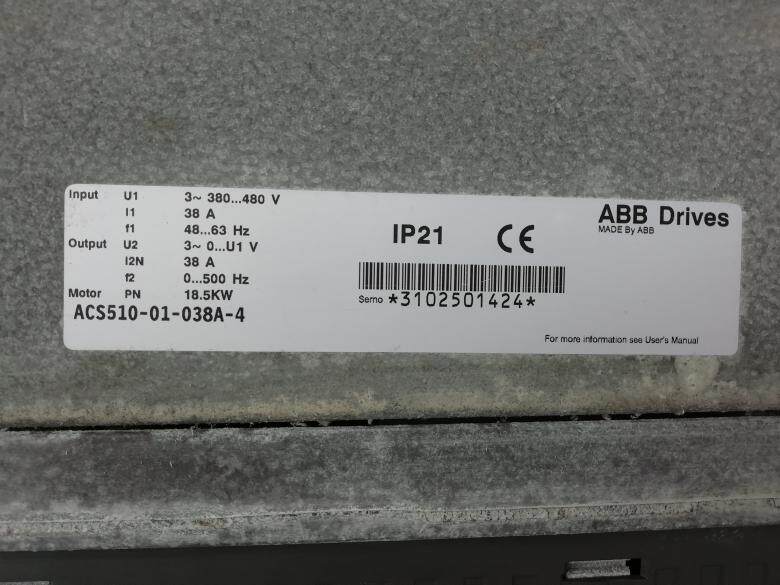 Input U1 3~ 380...480 V
I1 38 A
f1 48...63 Hz
Output U2 3~ 0...U1 V
I2N 38 A
f2 0...500 Hz
Motor PN 18.5KW
ACS510-01-038A-4
IP21 CE
Serno *3102501424*
ABB Drives
MADE By ABB
For more information see User's Manual